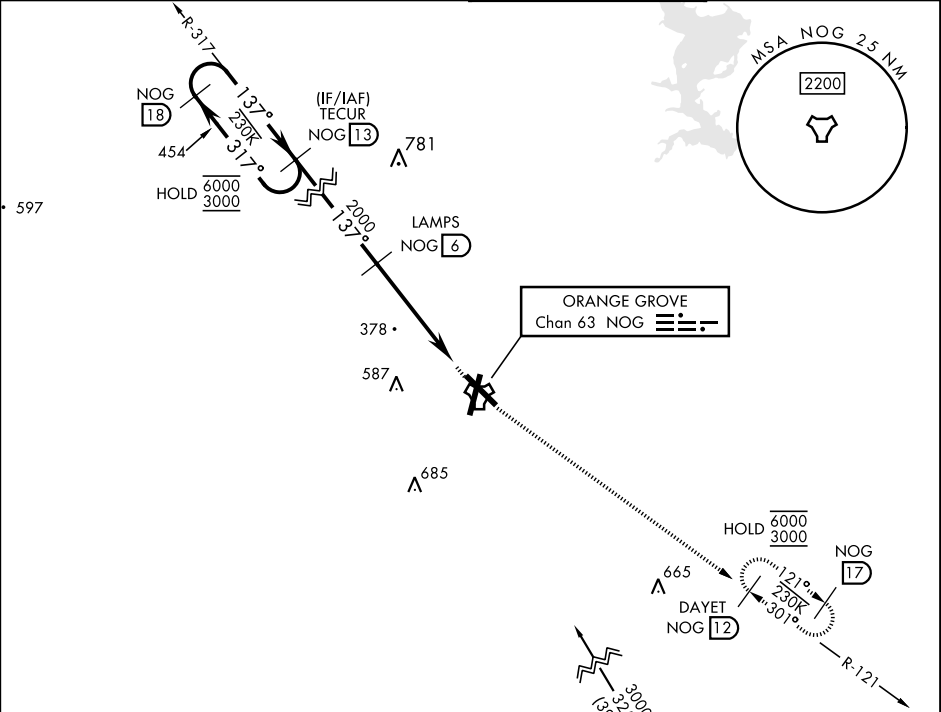 R-317
MSA NOG 25 NM
2200
NOG
18
137°
230K
317°
(IF/IAF)
TECUR
NOG 13
781
454
HOLD 6000
3000
597
2000
137°
LAMPS
NOG 6
ORANGE GROVE
Chan 63 NOG
378
587
685
HOLD 6000
3000
NOG
17
121°
230K
301°
665
DAYET
NOG 12
R-121
3000